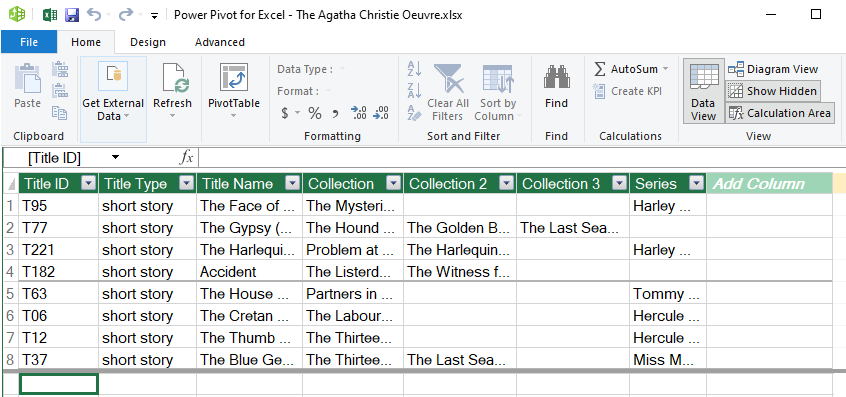 Power Pivot for Excel - The Agatha Christie Oeuvre.xlsx
File Home Design Advanced
Paste
Clipboard
Get External Data
Refresh
PivotTable
Data Type :
Format :
$ % , .00 →.0
Formatting
Clear All Filters
Sort by Column
Sort and Filter
Find
Find
AutoSum
Create KPI
Calculations
Data View
Diagram View
Show Hidden
Calculation Area
View
[Title ID] fx
Title ID Title Type Title Name Collection Collection 2 Collection 3 Series Add Column
1 T95 short story The Face of ... The Mysteri... Harley ...
2 T77 short story The Gypsy (... The Hound ... The Golden B... The Last Sea...
3 T221 short story The Harlequi... Problem at ... The Harlequin... Harley ...
4 T182 short story Accident The Listerd... The Witness f...
5 T63 short story The House ... Partners in ... Tommy ...
6 T06 short story The Cretan ... The Labour... Hercule ...
7 T12 short story The Thumb ... The Thirtee... Hercule ...
8 T37 short story The Blue Ge... The Thirtee... The Last Sea... Miss M...